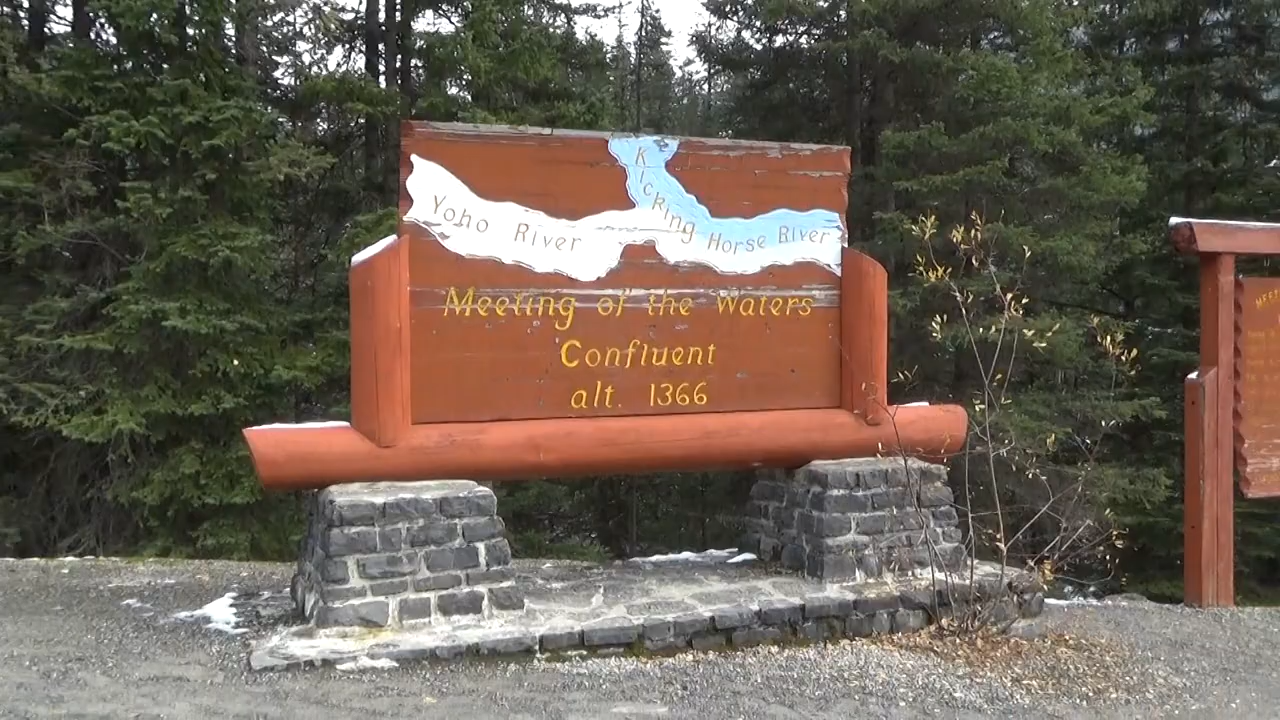 Yoho River
Kicking Horse River
Meeting of the Waters
Confluent
alt. 1366